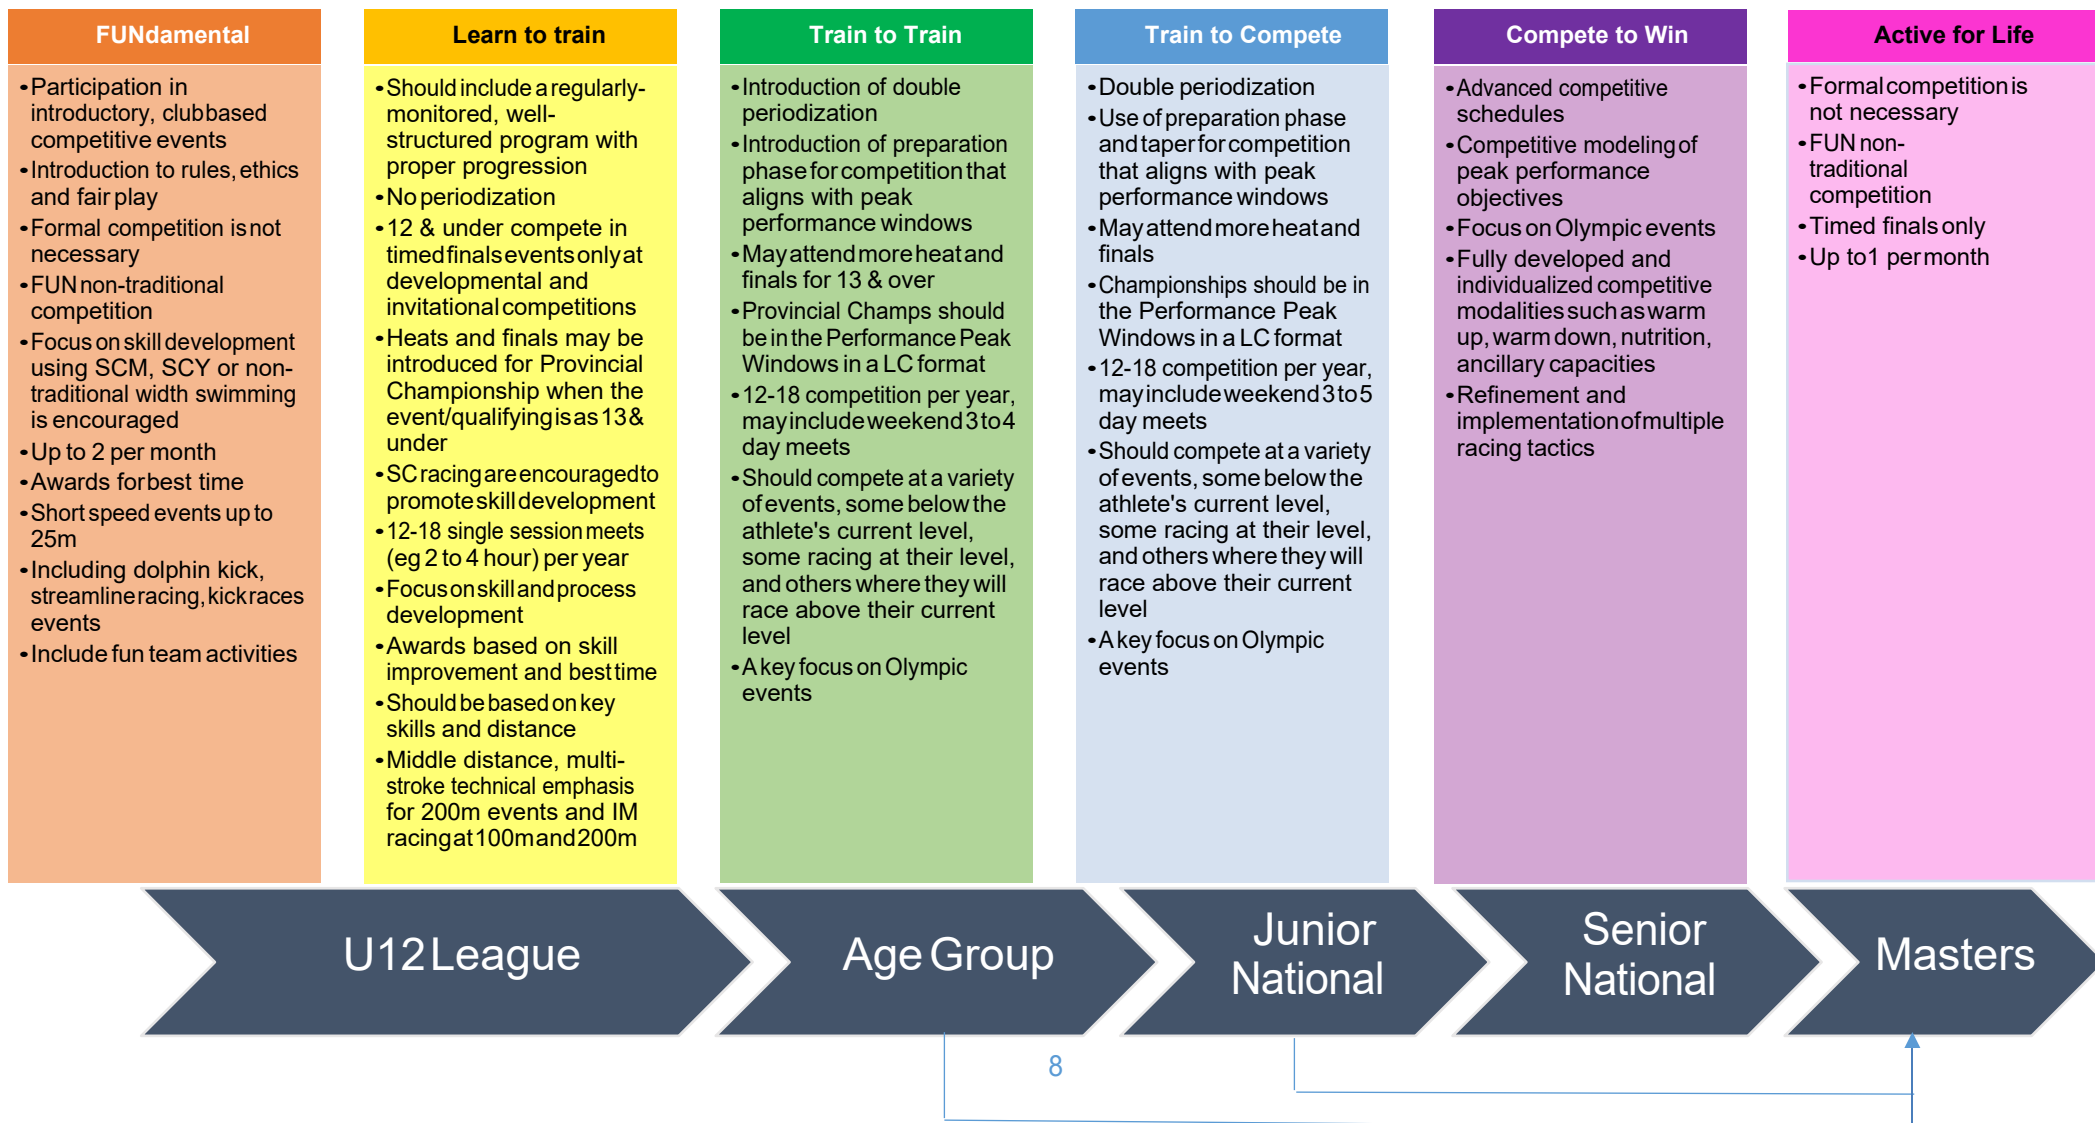 FUNdamental
•Participation in
introductory, clubbased
competitive events
•Introduction to rules, ethics
and fair play
•Formal competition is not
necessary
•FUN non-traditional
competition
•Focus on skill development
using SCM, SCY or non-
traditional width swimming
is encouraged
•Up to 2 per month
•Awards for best time
•Short speed events up to
25m
•Including dolphin kick,
streamline racing, kick races
events
•Include fun team activities
Learn to train
•Should include a regularly-
monitored, well-
structured program with
proper progression
•No periodization
•12 & under compete in
timed finals events only at
developmental and
invitational competitions
•Heats and finals may be
introduced for Provincial
Championship when the
event/qualifying is as 13 &
under
•SC racing are encouraged to
promote skill development
•12-18 single session meets
(eg 2 to 4 hour) per year
•Focus on skill and process
development
•Awards based on skill
improvement and best time
•Should be based on key
skills and distance
•Middle distance, multi-
stroke technical emphasis
for 200m events and IM
racing at 100m and 200m
Train to Train
•Introduction of double
periodization
•Introduction of preparation
phase for competition that
aligns with peak
performance windows
•May attend more heat and
finals for 13 & over
•Provincial Champs should
be in the Performance Peak
Windows in a LC format
•12-18 competition per year,
may include weekend 3 to 4
day meets
•Should compete at a variety
of events, some below the
athlete's current level,
some racing at their level,
and others where they will
race above their current
level
•A key focus on Olympic
events
Train to Compete
•Double periodization
•Use of preparation phase
and taper for competition
that aligns with peak
performance windows
•May attend more heat and
finals
•Championships should be in
the Performance Peak
Windows in a LC format
•12-18 competition per year,
may include weekend 3 to 5
day meets
•Should compete at a variety
of events, some below the
athlete's current level,
some racing at their level,
and others where they will
race above their current
level
•A key focus on Olympic
events
Compete to Win
•Advanced competitive
schedules
•Competitive modeling of
peak performance
objectives
•Focus on Olympic events
•Fully developed and
individualized competitive
modalities such as warm
up, warm down, nutrition,
ancillary capacities
•Refinement and
implementation of multiple
racing tactics
Active for Life
•Formal competition is
not necessary
•FUN non-
traditional
competition
•Timed finals only
•Up to 1 per month
U12 League
Age Group
Junior
National
Senior
National
Masters
8